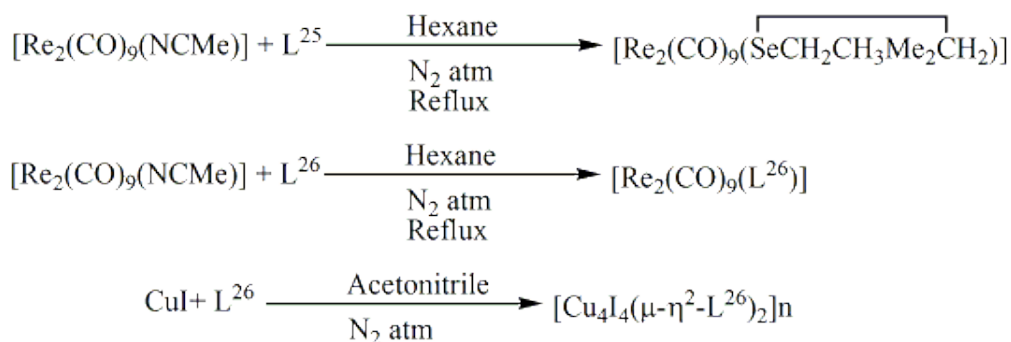 [Re₂(CO)₉(NCMe)] + L²⁵ Hexane [Re₂(CO)₉(SeCH₂CH₃Me₂CH₂)]
N₂ atm
Reflux
[Re₂(CO)₉(NCMe)] + L²⁶ Hexane [Re₂(CO)₉(L²⁶)]
N₂ atm
Reflux
CuI+ L²⁶ Acetonitrile [Cu₄I₄(μ-η²-L²⁶)₂]n
N₂ atm